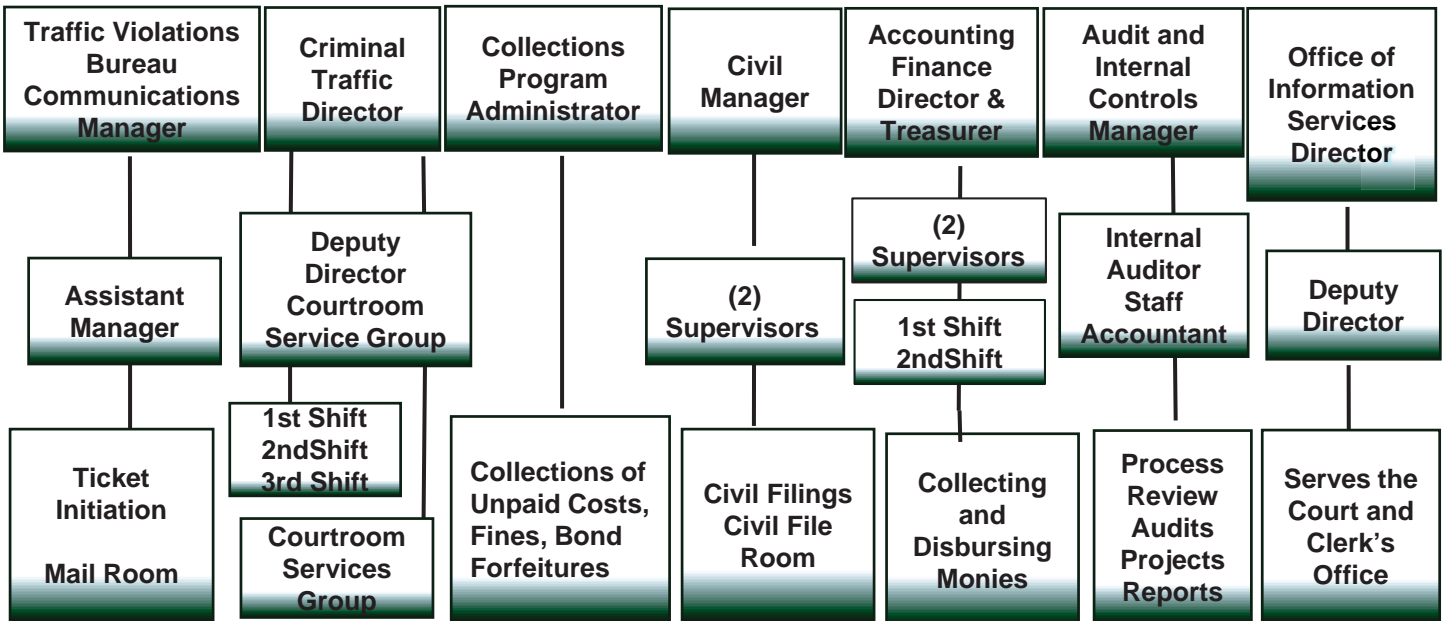 Traffic Violations
Bureau
Communications
Manager
Assistant
Manager
Ticket
Initiation
Mail Room
Criminal
Traffic
Director
Deputy
Director
Courtroom
Service Group
1st Shift
2ndShift
3rd Shift
Courtroom
Services
Group
Collections
Program
Administrator
Collections of
Unpaid Costs,
Fines, Bond
Forfeitures
Civil
Manager
(2)
Supervisors
Civil Filings
Civil File
Room
Accounting
Finance
Director &
Treasurer
(2)
Supervisors
1st Shift
2ndShift
Collecting
and
Disbursing
Monies
Audit and
Internal
Controls
Manager
Internal
Auditor
Staff
Accountant
Process
Review
Audits
Projects
Reports
Office of
Information
Services
Director
Deputy
Director
Serves the
Court and
Clerk's
Office